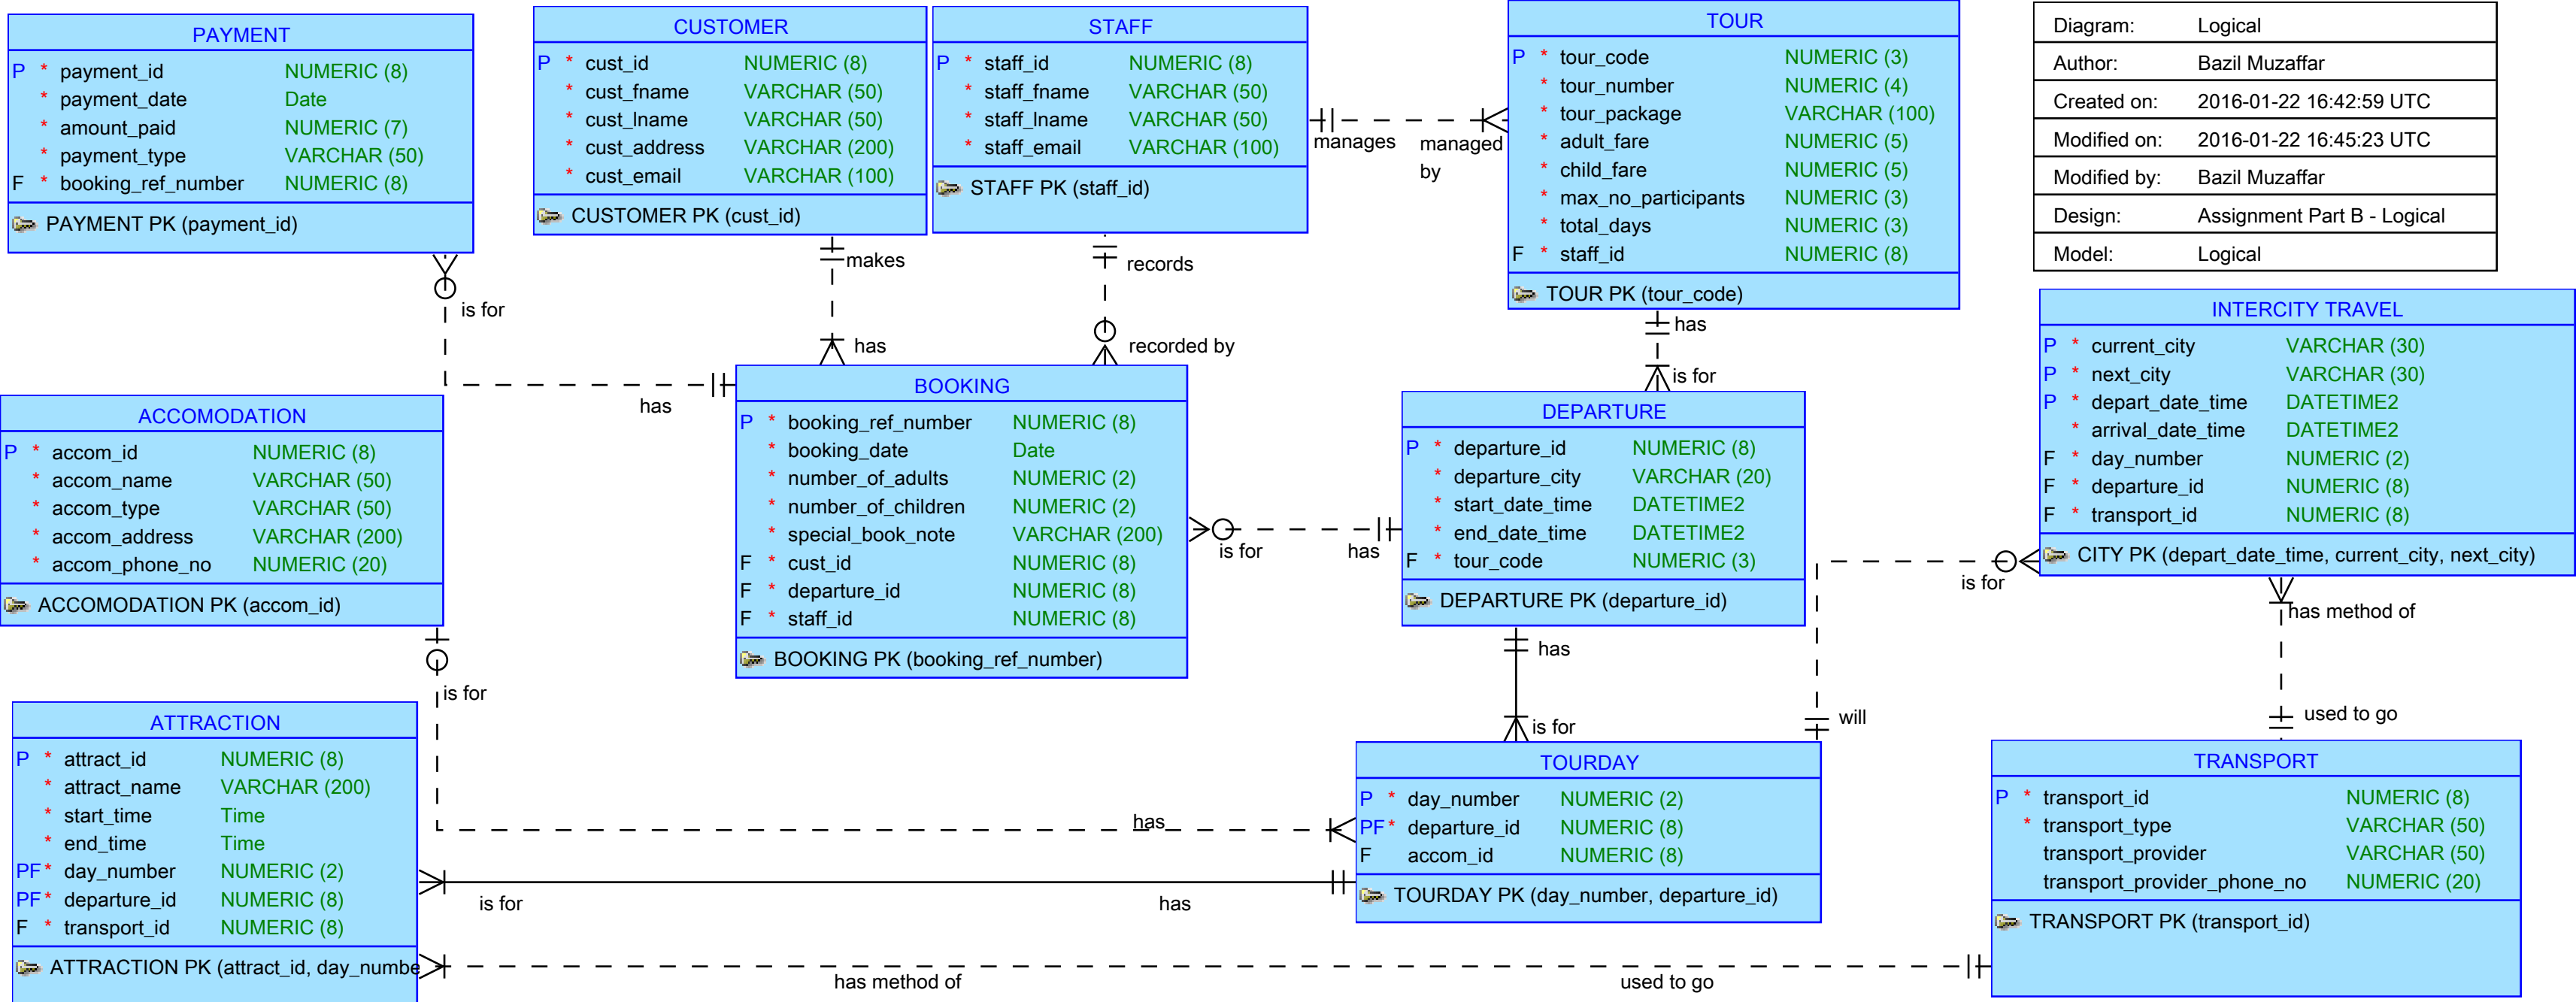 PAYMENT
P * payment_id NUMERIC (8)
* payment_date Date
* amount_paid NUMERIC (7)
* payment_type VARCHAR (50)
F * booking_ref_number NUMERIC (8)
PAYMENT PK (payment_id)
CUSTOMER
P * cust_id NUMERIC (8)
* cust_fname VARCHAR (50)
* cust_lname VARCHAR (50)
* cust_address VARCHAR (200)
* cust_email VARCHAR (100)
CUSTOMER PK (cust_id)
STAFF
P * staff_id NUMERIC (8)
* staff_fname VARCHAR (50)
* staff_lname VARCHAR (50)
* staff_email VARCHAR (100)
STAFF PK (staff_id)
manages
managed
by
TOUR
P * tour_code NUMERIC (3)
* tour_number NUMERIC (4)
* tour_package VARCHAR (100)
* adult_fare NUMERIC (5)
* child_fare NUMERIC (5)
* max_no_participants NUMERIC (3)
* total_days NUMERIC (3)
F * staff_id NUMERIC (8)
TOUR PK (tour_code)
Diagram: Logical
Author: Bazil Muzaffar
Created on: 2016-01-22 16:42:59 UTC
Modified on: 2016-01-22 16:45:23 UTC
Modified by: Bazil Muzaffar
Design: Assignment Part B - Logical
Model: Logical
is for
has
makes
has
records
recorded by
has
is for
ACCOMODATION
P * accom_id NUMERIC (8)
* accom_name VARCHAR (50)
* accom_type VARCHAR (50)
* accom_address VARCHAR (200)
* accom_phone_no NUMERIC (20)
ACCOMODATION PK (accom_id)
BOOKING
P * booking_ref_number NUMERIC (8)
* booking_date Date
* number_of_adults NUMERIC (2)
* number_of_children NUMERIC (2)
* special_book_note VARCHAR (200)
F * cust_id NUMERIC (8)
F * departure_id NUMERIC (8)
F * staff_id NUMERIC (8)
BOOKING PK (booking_ref_number)
is for
has
DEPARTURE
P * departure_id NUMERIC (8)
* departure_city VARCHAR (20)
* start_date_time DATETIME2
* end_date_time DATETIME2
F * tour_code NUMERIC (3)
DEPARTURE PK (departure_id)
INTERCITY TRAVEL
P * current_city VARCHAR (30)
P * next_city VARCHAR (30)
P * depart_date_time DATETIME2
* arrival_date_time DATETIME2
F * day_number NUMERIC (2)
F * departure_id NUMERIC (8)
F * transport_id NUMERIC (8)
CITY PK (depart_date_time, current_city, next_city)
is for
will
has method of
used to go
has
is for
is for
has
ATTRACTION
P * attract_id NUMERIC (8)
* attract_name VARCHAR (200)
* start_time Time
* end_time Time
PF * day_number NUMERIC (2)
PF * departure_id NUMERIC (8)
F * transport_id NUMERIC (8)
ATTRACTION PK (attract_id, day_numbe
is for
has
TOURDAY
P * day_number NUMERIC (2)
PF * departure_id NUMERIC (8)
F accom_id NUMERIC (8)
TOURDAY PK (day_number, departure_id)
TRANSPORT
P * transport_id NUMERIC (8)
* transport_type VARCHAR (50)
transport_provider VARCHAR (50)
transport_provider_phone_no NUMERIC (20)
TRANSPORT PK (transport_id)
has method of
used to go